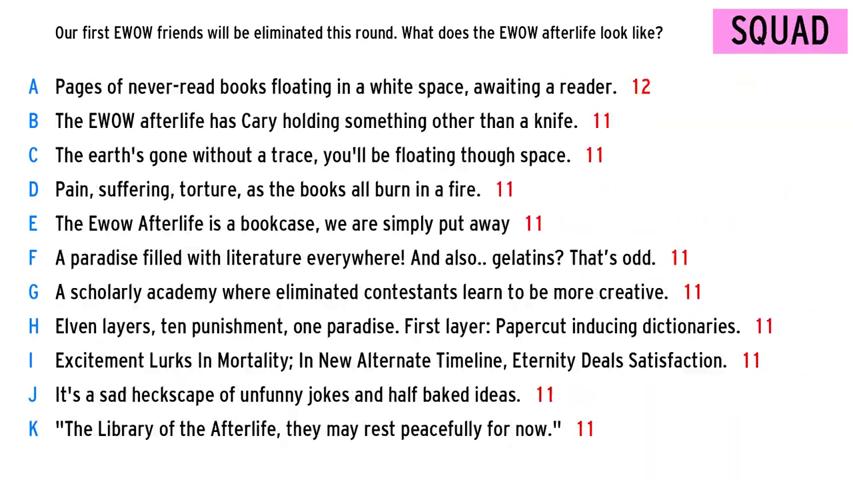 Our first EWOW friends will be eliminated this round. What does the EWOW afterlife look like?
SQUAD
A Pages of never-read books floating in a white space, awaiting a reader. 12
B The EWOW afterlife has Cary holding something other than a knife. 11
C The earth's gone without a trace, you'll be floating though space. 11
D Pain, suffering, torture, as the books all burn in a fire. 11
E The Ewow Afterlife is a bookcase, we are simply put away 11
F A paradise filled with literature everywhere! And also.. gelatins? That’s odd. 11
G A scholarly academy where eliminated contestants learn to be more creative. 11
H Elven layers, ten punishment, one paradise. First layer: Papercut inducing dictionaries. 11
I Excitement Lurks In Mortality; In New Alternate Timeline, Eternity Deals Satisfaction. 11
J It's a sad heckscape of unfunny jokes and half baked ideas. 11
K "The Library of the Afterlife, they may rest peacefully for now." 11